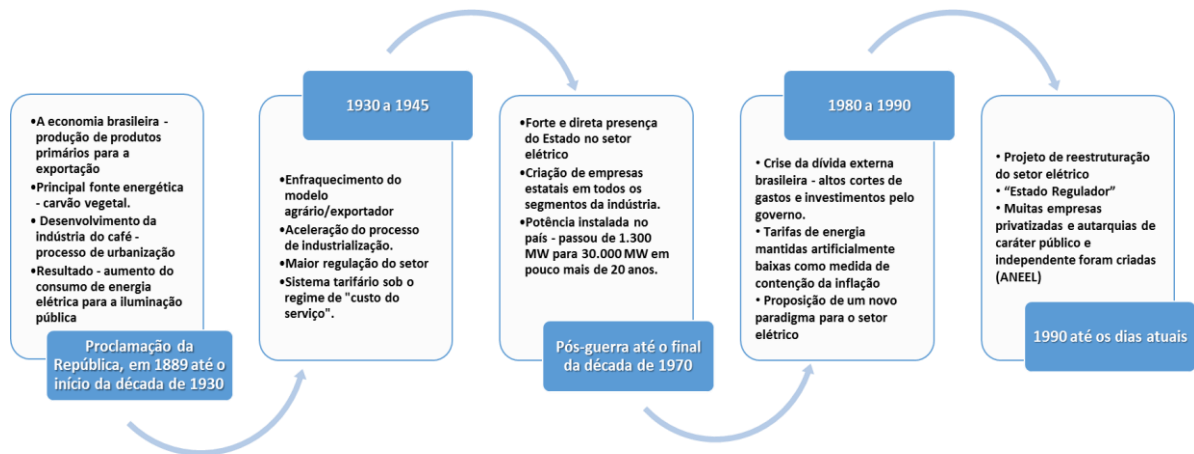 •A economia brasileira -
produção de produtos
primários para a
exportação
•Principal fonte energética
- carvão vegetal.
• Desenvolvimento da
indústria do café -
processo de urbanização
•Resultado - aumento do
consumo de energia
elétrica para a iluminação
pública
Proclamação da
República, em 1889 até o
início da década de 1930
1930 a 1945
•Enfraquecimento do
modelo
agrário/exportador
•Aceleração do processo
de industrialização.
•Maior regulação do setor
•Sistema tarifário sob o
regime de "custo do
serviço".
•Forte e direta presença
do Estado no setor
elétrico
•Criação de empresas
estatais em todos os
segmentos da indústria.
•Potência instalada no
país - passou de 1.300
MW para 30.000 MW em
pouco mais de 20 anos.
Pós-guerra até o final
da década de 1970
1980 a 1990
• Crise da dívida externa
brasileira - altos cortes de
gastos e investimentos pelo
governo.
• Tarifas de energia
mantidas artificialmente
baixas como medida de
contenção da inflação
• Proposição de um novo
paradigma para o setor
elétrico
• Projeto de reestruturação
do setor elétrico
• “Estado Regulador”
• Muitas empresas
privatizadas e autarquias de
caráter público e
independente foram criadas
(ANEEL)
1990 até os dias atuais